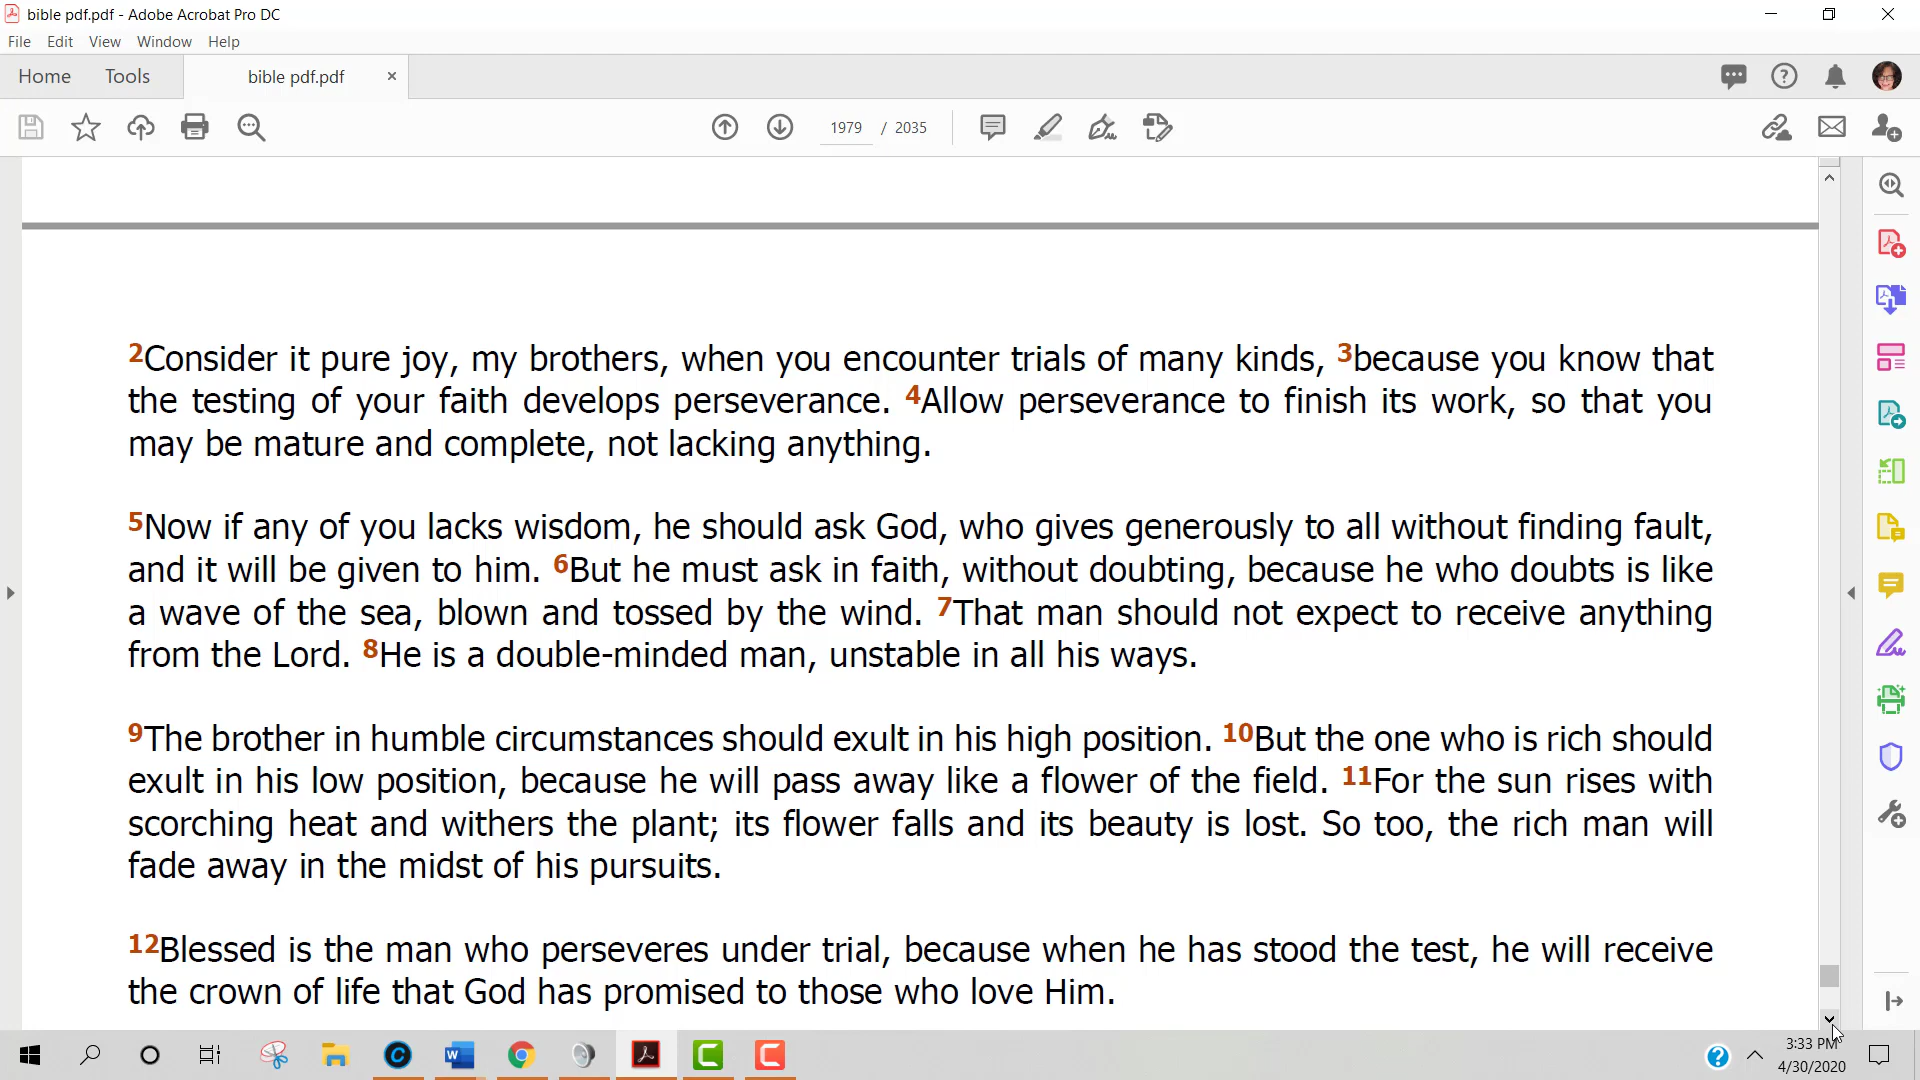 bible pdf.pdf - Adobe Acrobat Pro DC
File Edit View Window Help
Home Tools bible pdf.pdf ×
1979 / 2035
2Consider it pure joy, my brothers, when you encounter trials of many kinds, 3because you know that
the testing of your faith develops perseverance. 4Allow perseverance to finish its work, so that you
may be mature and complete, not lacking anything.
5Now if any of you lacks wisdom, he should ask God, who gives generously to all without finding fault,
and it will be given to him. 6But he must ask in faith, without doubting, because he who doubts is like
a wave of the sea, blown and tossed by the wind. 7That man should not expect to receive anything
from the Lord. 8He is a double-minded man, unstable in all his ways.
9The brother in humble circumstances should exult in his high position. 10But the one who is rich should
exult in his low position, because he will pass away like a flower of the field. 11For the sun rises with
scorching heat and withers the plant; its flower falls and its beauty is lost. So too, the rich man will
fade away in the midst of his pursuits.
12Blessed is the man who perseveres under trial, because when he has stood the test, he will receive
the crown of life that God has promised to those who love Him.
3:33 PM
4/30/2020